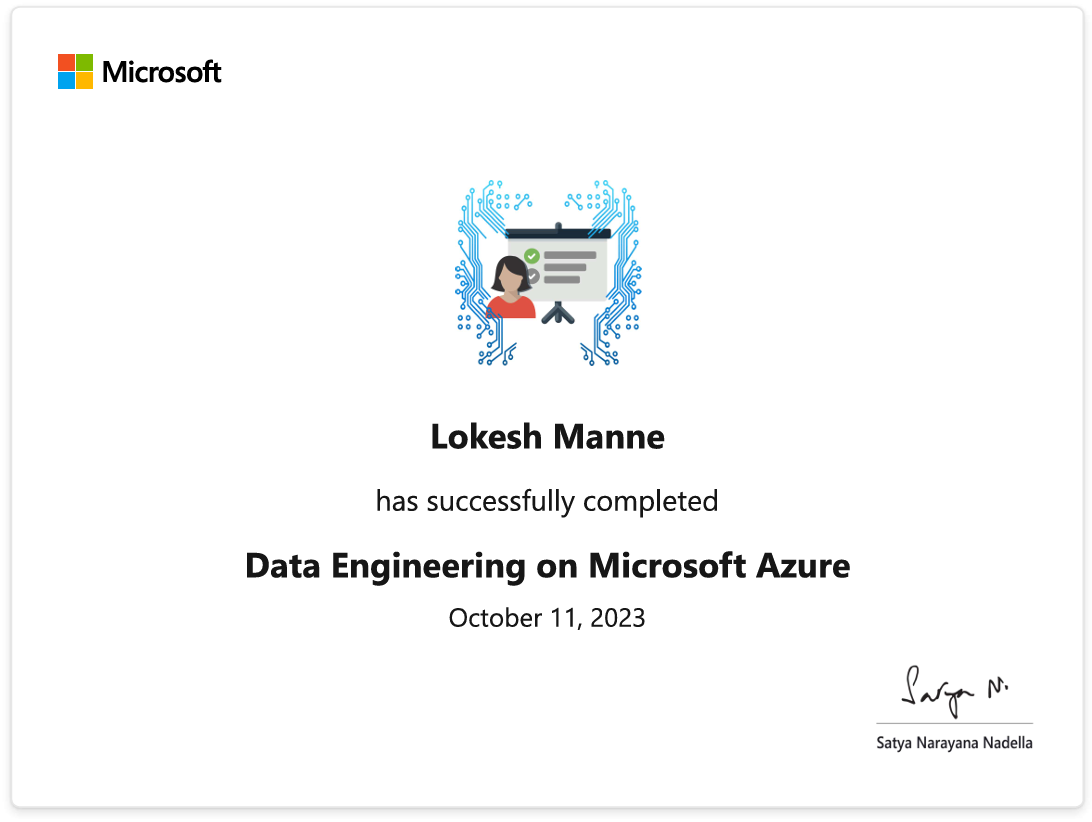 Microsoft
Lokesh Manne
has successfully completed
Data Engineering on Microsoft Azure
October 11, 2023
Satya N.
Satya Narayana Nadella